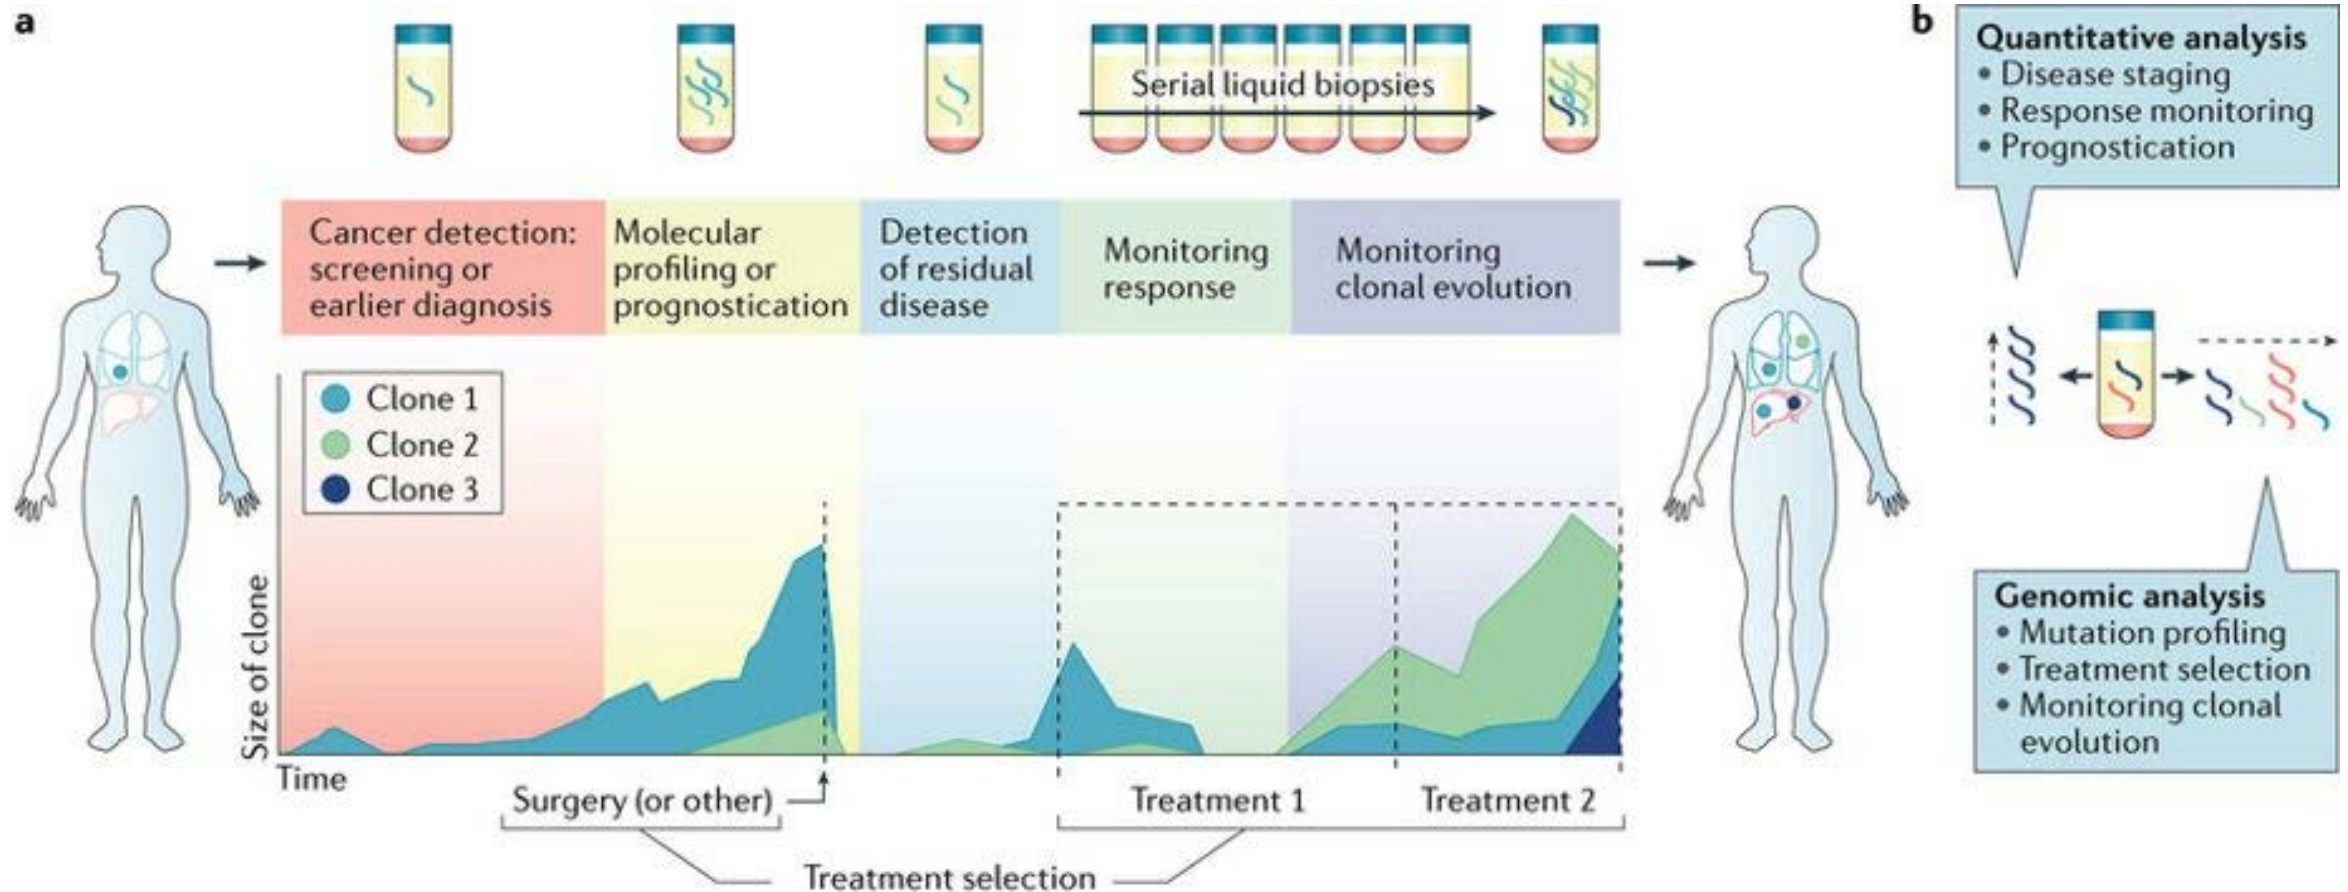 a
Serial liquid biopsies
Cancer detection:
screening or
earlier diagnosis
Molecular
profiling or
prognostication
Detection
of residual
disease
Monitoring
response
Monitoring
clonal evolution
Clone 1
Clone 2
Clone 3
Size of clone
Time
Surgery (or other)
Treatment 1
Treatment 2
Treatment selection
b
Quantitative analysis
• Disease staging
• Response monitoring
• Prognostication
Genomic analysis
• Mutation profiling
• Treatment selection
• Monitoring clonal
evolution